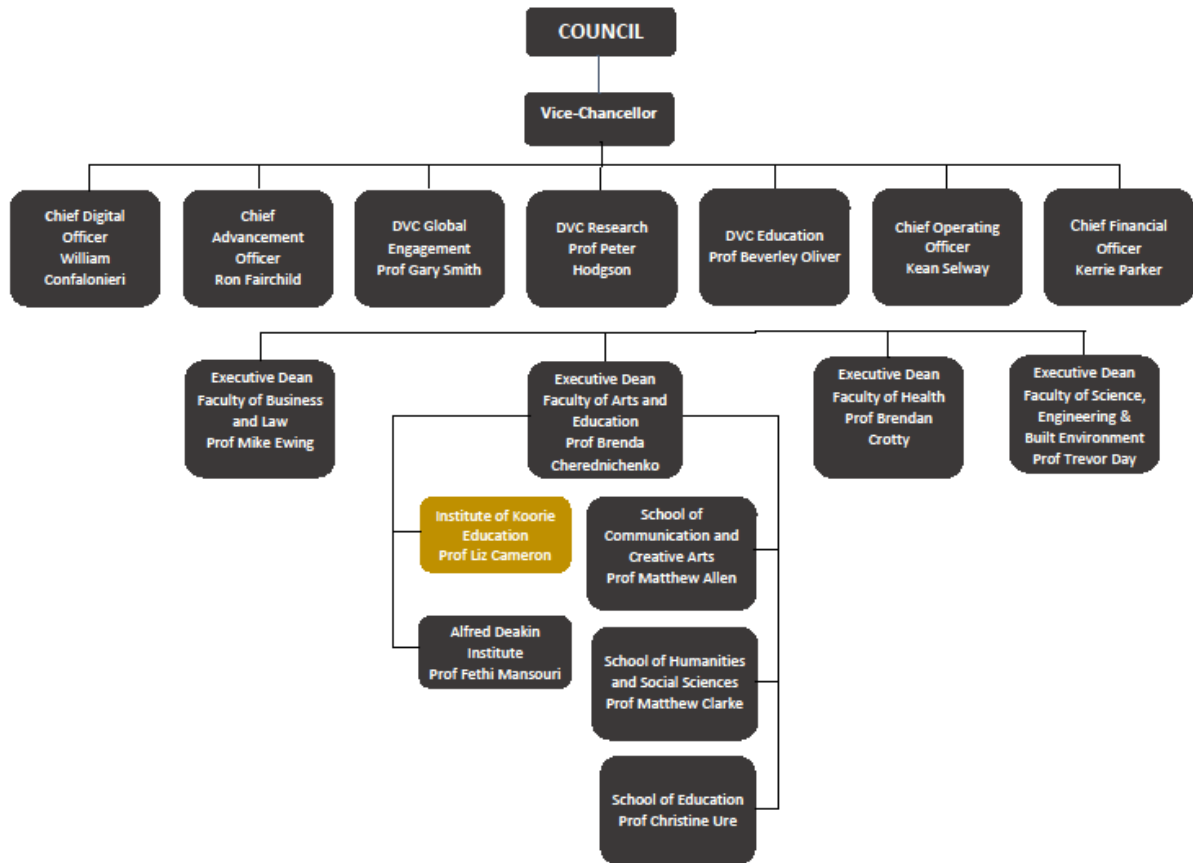 COUNCIL
Vice-Chancellor
Chief Digital
Officer
William
Confalonieri
Chief
Advancement
Officer
Ron Fairchild
DVC Global
Engagement
Prof Gary Smith
DVC Research
Prof Peter
Hodgson
DVC Education
Prof Beverley Oliver
Chief Operating
Officer
Kean Selway
Chief Financial
Officer
Kerrie Parker
Executive Dean
Faculty of Business
and Law
Prof Mike Ewing
Executive Dean
Faculty of Arts and
Education
Prof Brenda
Cherednichenko
Executive Dean
Faculty of Health
Prof Brendan
Crotty
Executive Dean
Faculty of Science,
Engineering &
Built Environment
Prof Trevor Day
Institute of Koorie
Education
Prof Liz Cameron
School of
Communication and
Creative Arts
Prof Matthew Allen
Alfred Deakin
Institute
Prof Fethi Mansouri
School of Humanities
and Social Sciences
Prof Matthew Clarke
School of Education
Prof Christine Ure